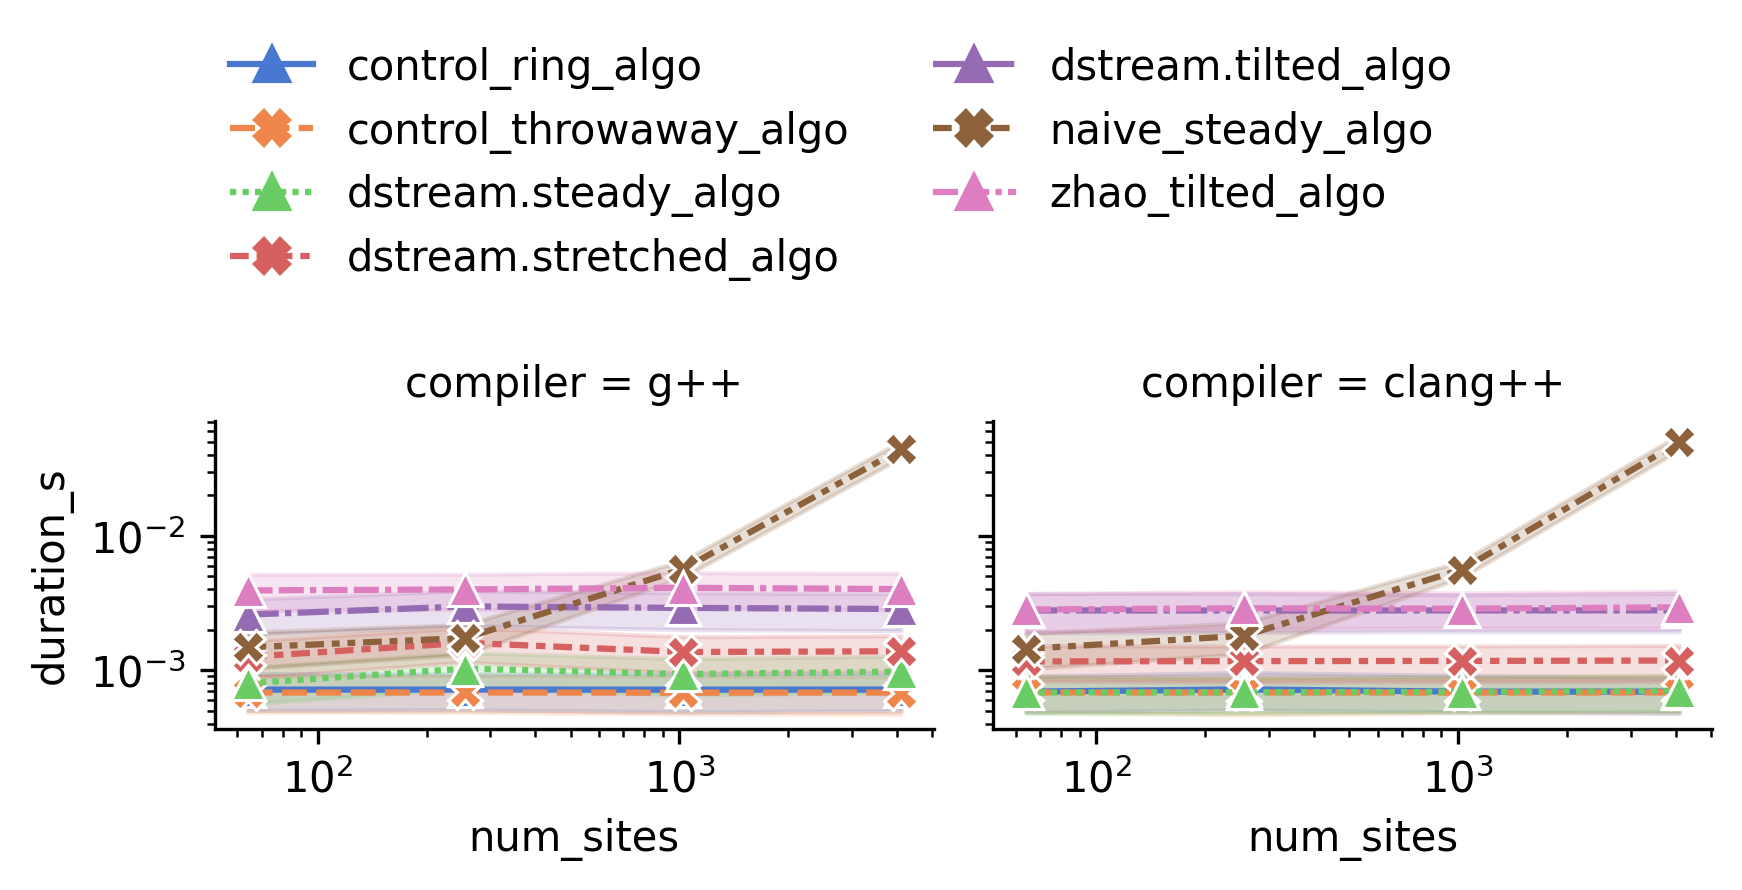 control_ring_algo
control_throwaway_algo
dstream.steady_algo
dstream.stretched_algo
dstream.tilted_algo
naive_steady_algo
zhao_tilted_algo
compiler = g++
compiler = clang++
duration_s
10⁻²
10⁻³
10² 10³
10² 10³
num_sites
num_sites